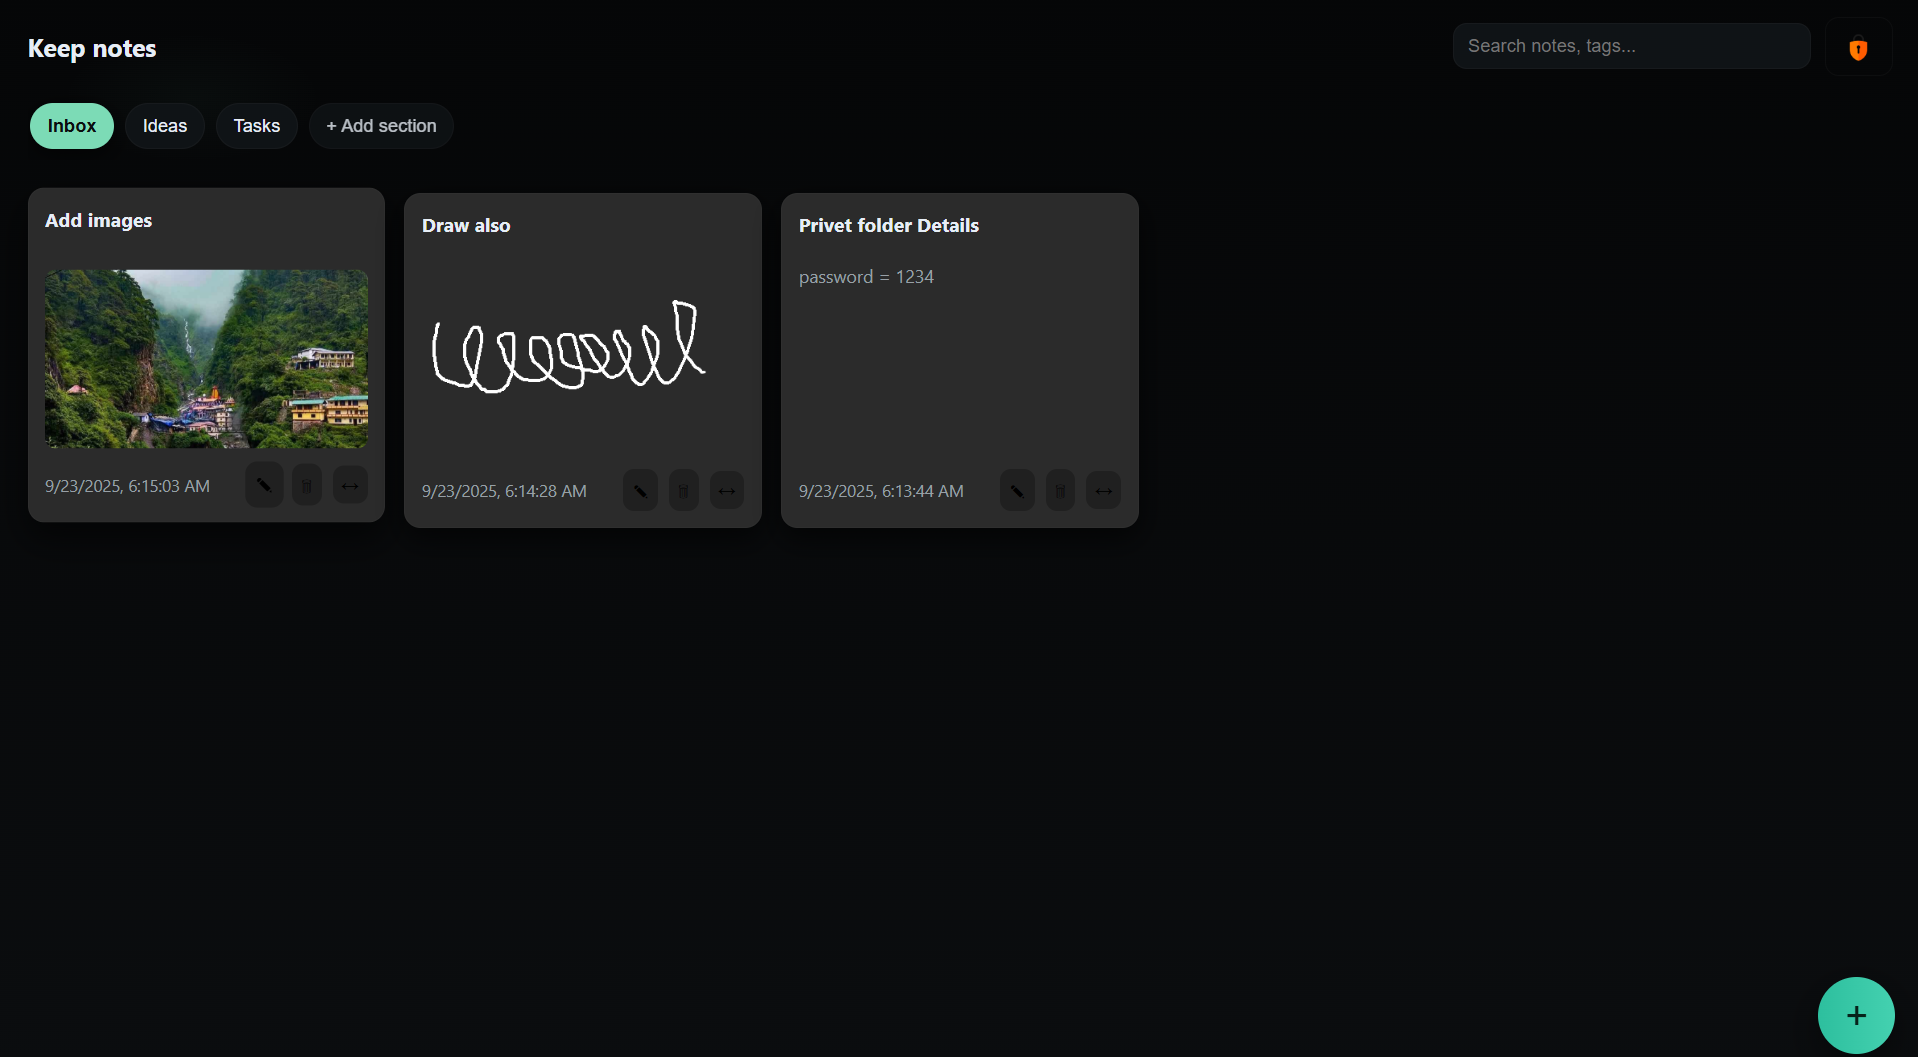 Keep notes
Search notes, tags...
Inbox
Ideas
Tasks
+ Add section
Add images
9/23/2025, 6:15:03 AM
Draw also
9/23/2025, 6:14:28 AM
Privet folder Details
password = 1234
9/23/2025, 6:13:44 AM
+